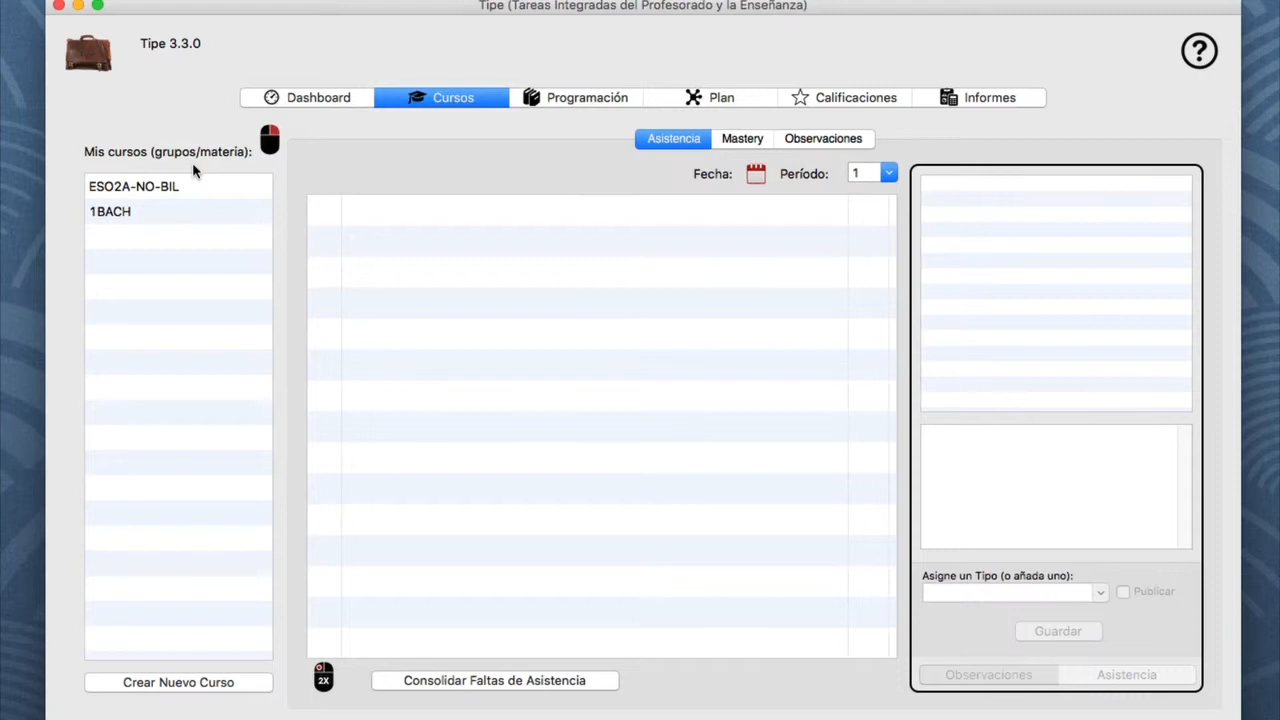 Tipe (Tareas Integradas del Profesorado y la Enseñanza)
Tipe 3.3.0
?
Dashboard
Cursos
Programación
Plan
Calificaciones
Informes
Mis cursos (grupos/materia):
ESO2A-NO-BIL
1BACH
Crear Nuevo Curso
Asistencia
Mastery
Observaciones
Fecha:
Período:
1
2X
Consolidar Faltas de Asistencia
Asigne un Tipo (o añada uno):
Publicar
Guardar
Observaciones
Asistencia